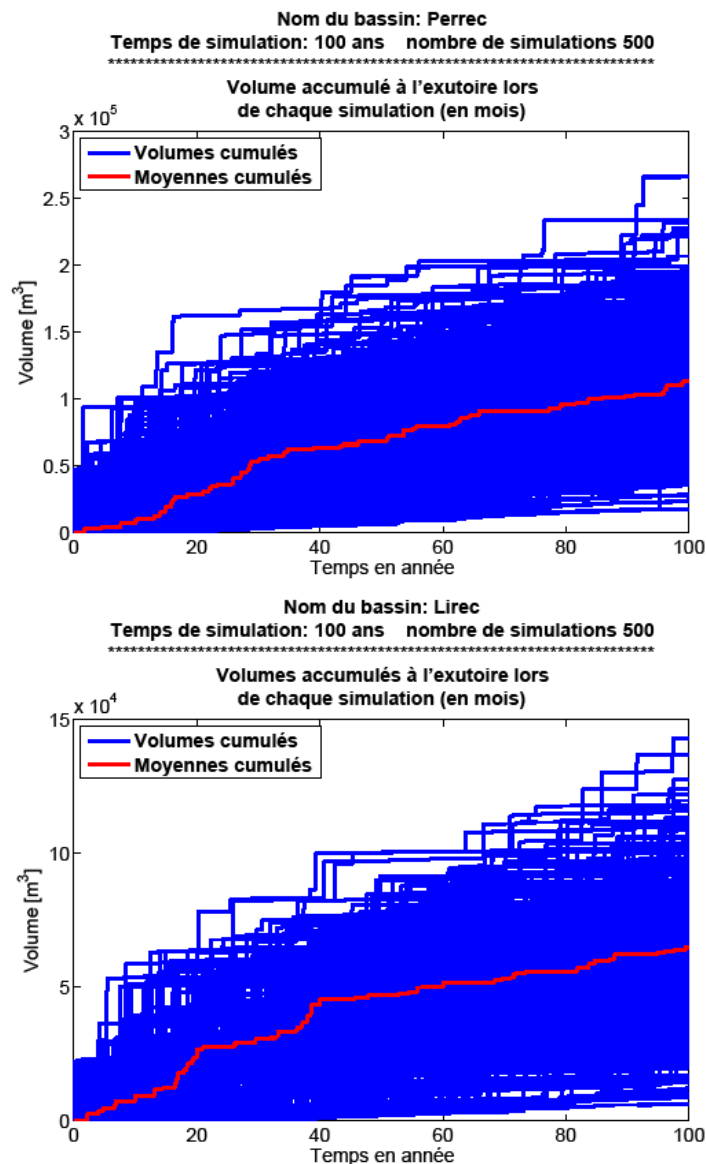 Nom du bassin: Perrec
Temps de simulation: 100 ans nombre de simulations 500
******************************************************************************
Volume accumulé à l'exutoire lors
de chaque simulation (en mois)
x 10^5
3
Volumes cumulés
Moyennes cumulés
2.5
2
1.5
1
0.5
0
Volume [m^3]
0 20 40 60 80 100
Temps en année
Nom du bassin: Lirec
Temps de simulation: 100 ans nombre de simulations 500
******************************************************************************
Volumes accumulés à l'exutoire lors
de chaque simulation (en mois)
x 10^4
15
Volumes cumulés
Moyennes cumulés
10
5
0
Volume [m^3]
0 20 40 60 80 100
Temps en année